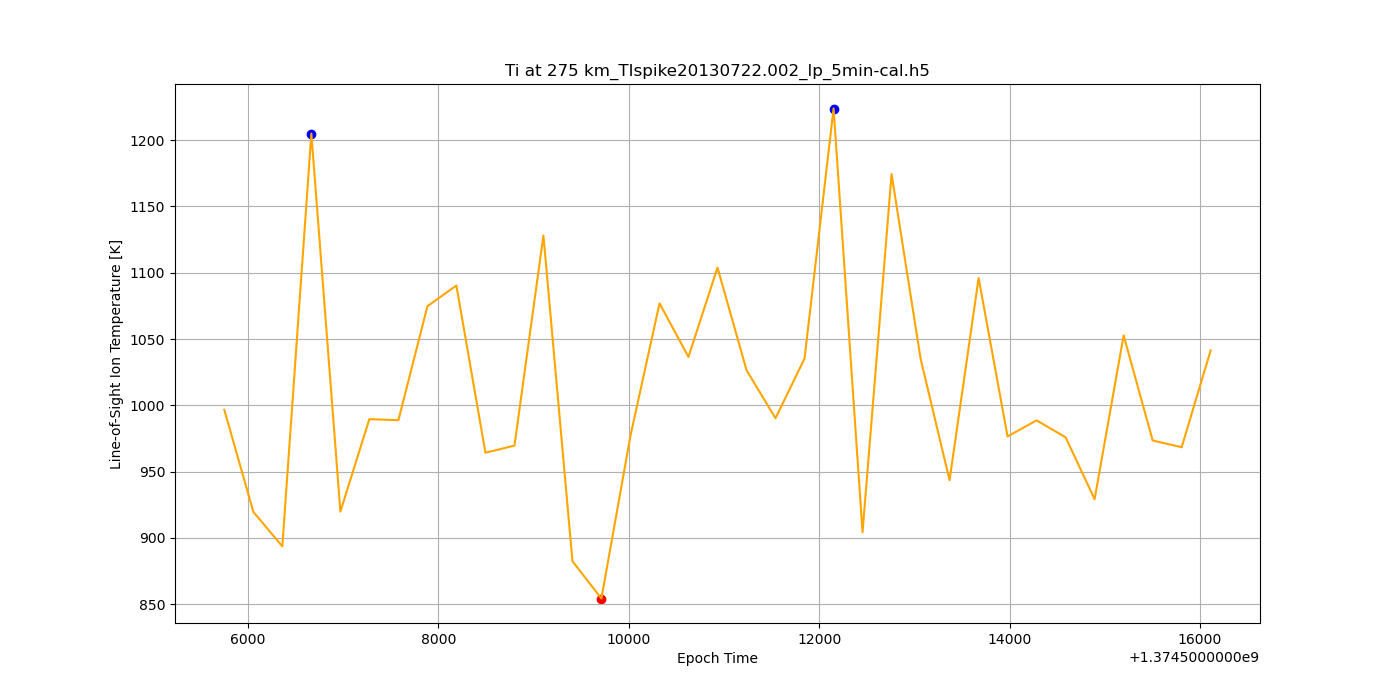 Ti at 275 km_TIspike20130722.002_lp_5min-cal.h5
Line-of-Sight Ion Temperature [K]
1200
1150
1100
1050
1000
950
900
850
6000 8000 10000 12000 14000 16000
Epoch Time
+1.3745000000e9